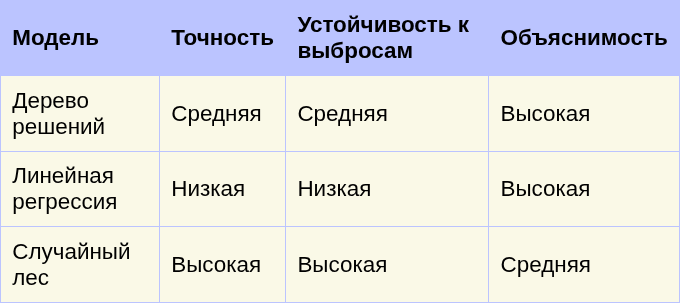 Модель Точность Устойчивость к выбросам Объяснимость
Дерево решений Средняя Средняя Высокая
Линейная регрессия Низкая Низкая Высокая
Случайный лес Высокая Высокая Средняя